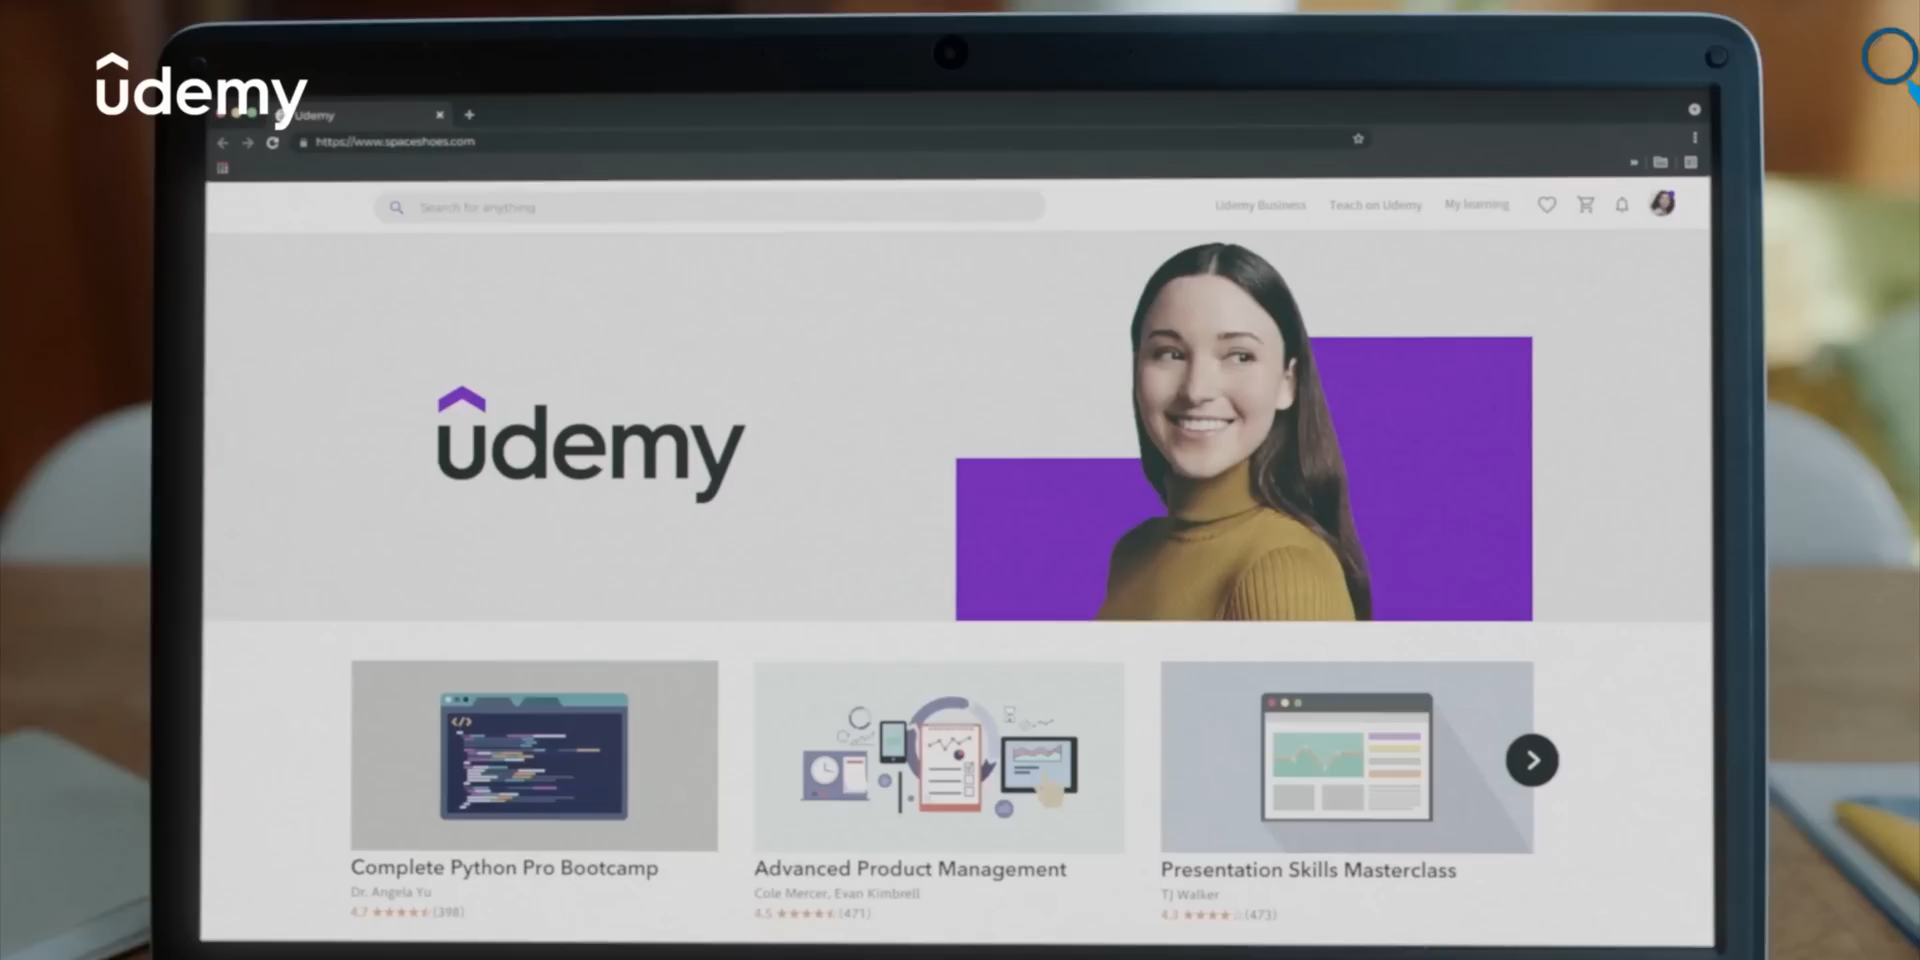 udemy
Udemy
https://www.spaceshoes.com
Search for anything
Udemy Business
Teach on Udemy
My learning
udemy
</>
Complete Python Pro Bootcamp
Dr. Angela Yu
4.7 (398)
Advanced Product Management
Cole Mercer, Evan Kimbrell
4.5 (471)
Presentation Skills Masterclass
TJ Walker
4.3 (473)